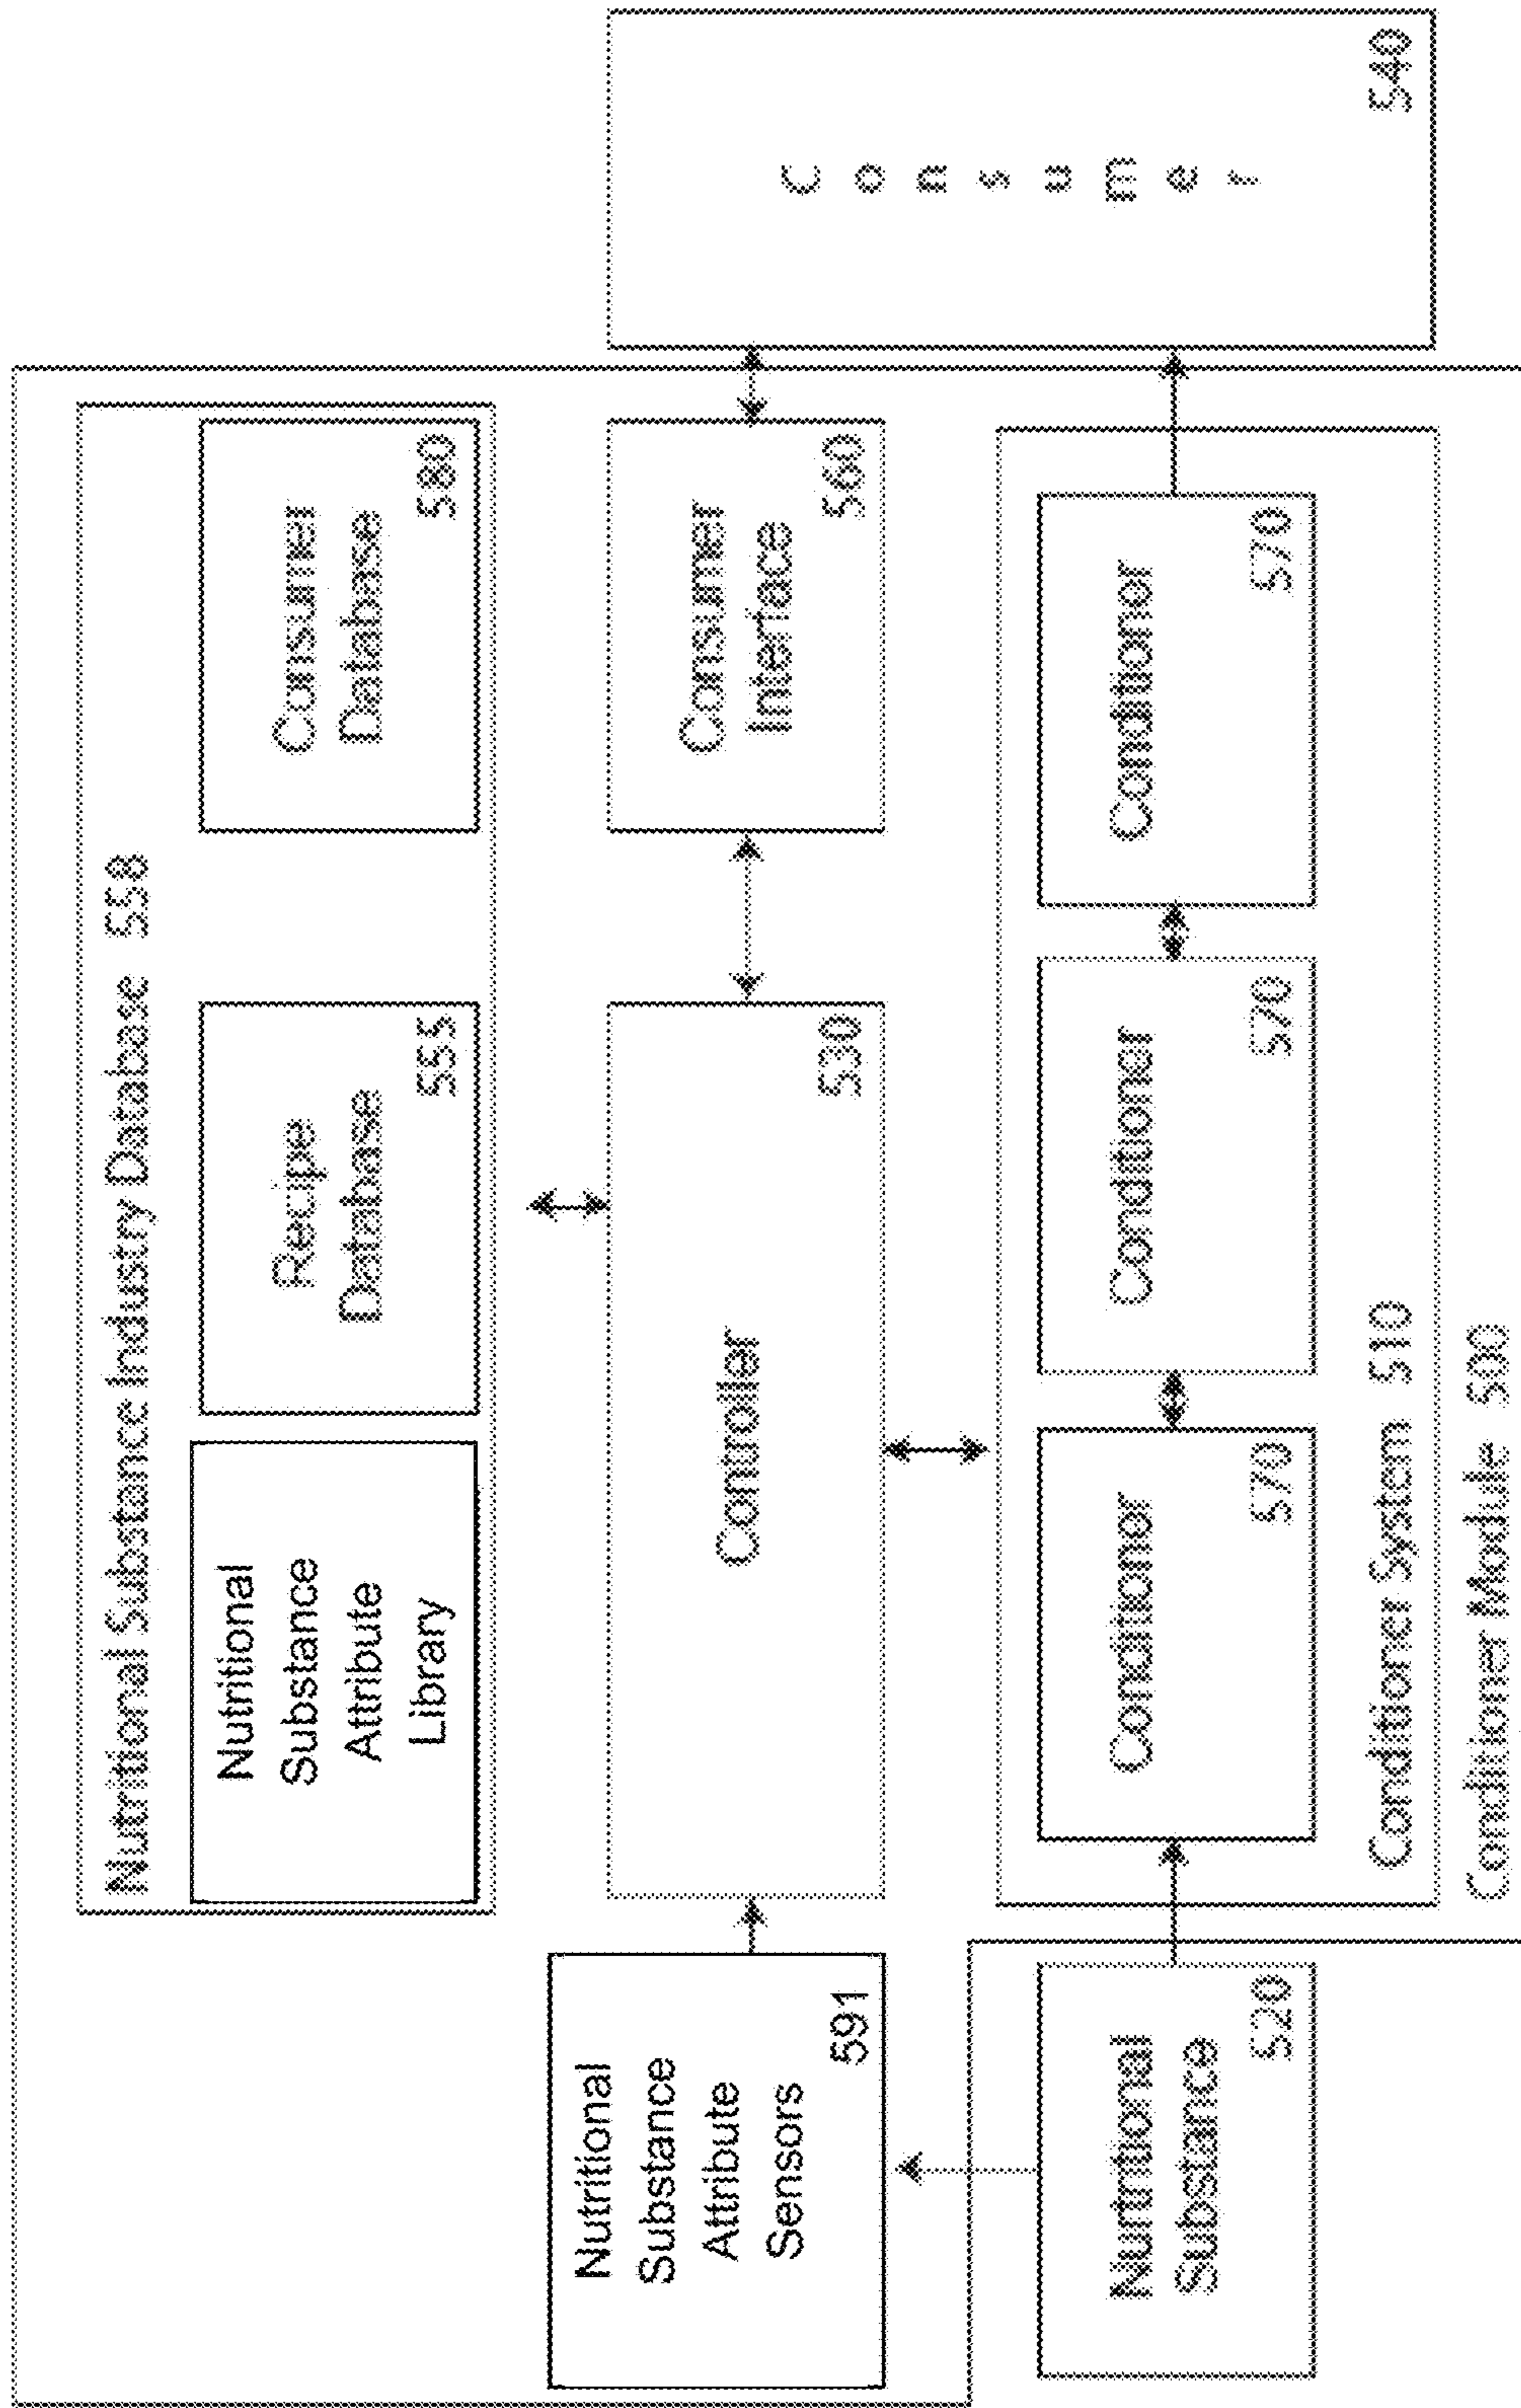 Nutritional Substance Industry Database 558
Nutritional
Substance
Attribute
Library
Recipe
Database
555
Consumer
Database
580
Nutritional
Substance
Attribute
Sensors
591
Controller
530
Consumer
Interface
560
Consumer
540
Nutritional
Substance
520
Conditioner
570
Conditioner
570
Conditioner
570
Conditioner System 510
Conditioner Module 500